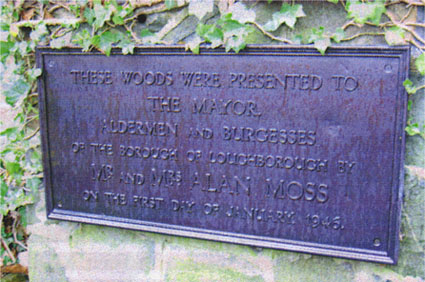 THESE WOODS WERE PRESENTED TO
THE MAYOR,
ALDERMEN AND BURGESSES
OF THE BOROUGH OF LOUGHBOROUGH BY
MR AND MRS ALAN MOSS
ON THE FIRST DAY OF JANUARY 1946.